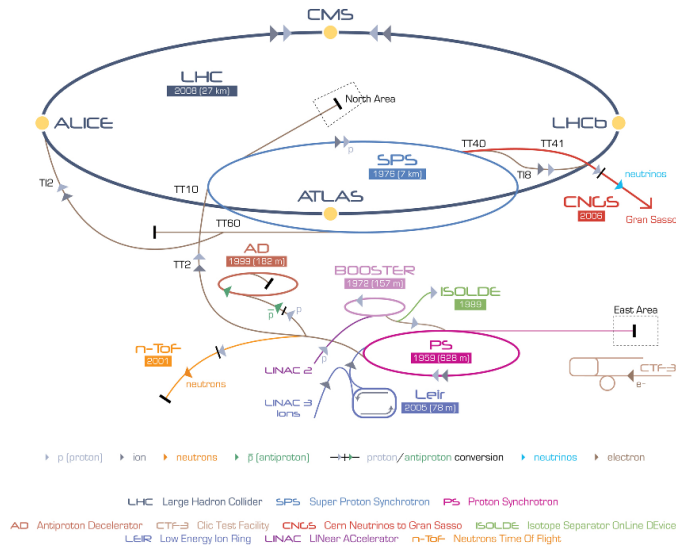 CMS
LHC
2008 (27 km)
North Area
ALICE
LHCb
TT40
TT41
SPS
1976 (7 km)
TI8
neutrinos
TI2
TT10
CNGS
2006
Gran Sasso
ATLAS
TT60
AD
1999 (182 m)
TT2
BOOSTER
1972 (157 m)
ISOLDE
1989
East Area
p
p
p̅
p
n-ToF
2001
LINAC 2
PS
1959 (628 m)
CTF-3
e-
neutrons
LINAC 3
Ions
Leir
2005 (78 m)
p (proton) ion neutrons p̅ (antiproton) proton/antiproton conversion neutrinos electron
LHC Large Hadron Collider SPS Super Proton Synchrotron PS Proton Synchrotron
AD Antiproton Decelerator CTF-3 Clic Test Facility CNGS Cern Neutrinos to Gran Sasso ISOLDE Isotope Separator OnLine DEvice
LEIR Low Energy Ion Ring LINAC LINear ACcelerator n-ToF Neutrons Time Of Flight